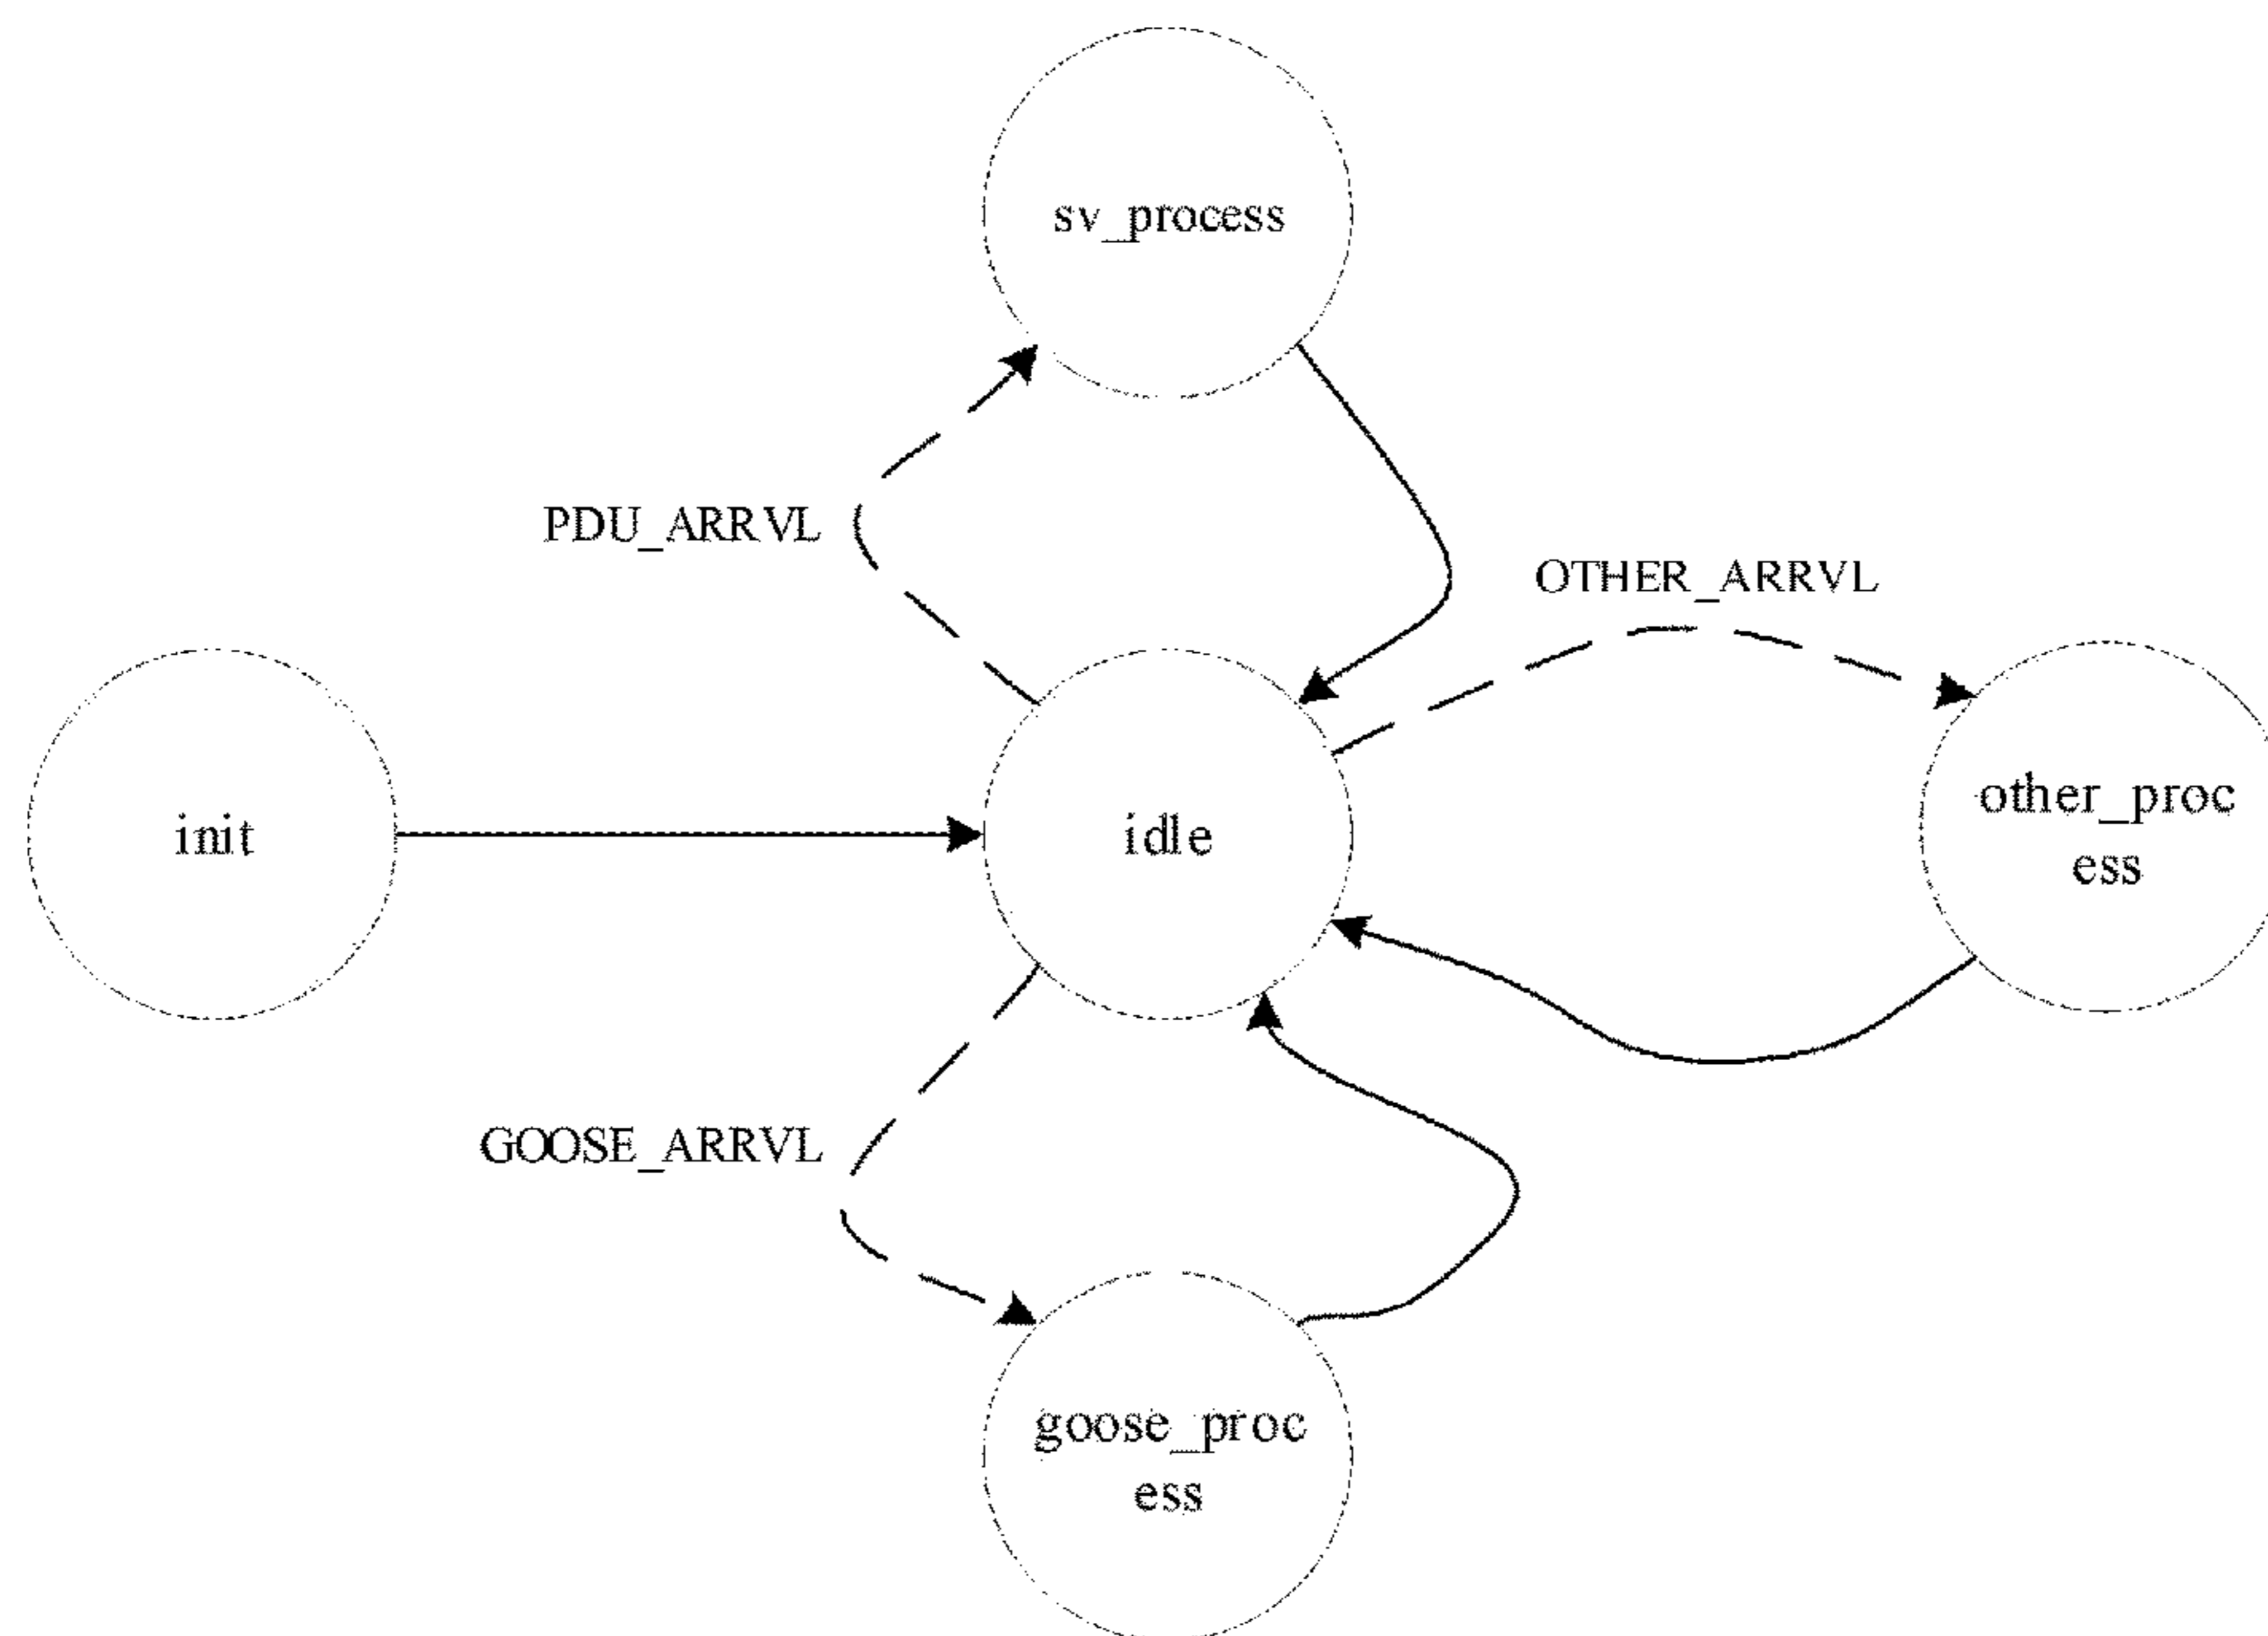 sv_process
PDU_ARRVL
OTHER_ARRVL
init
idle
other_proc
ess
GOOSE_ARRVL
goose_proc
ess